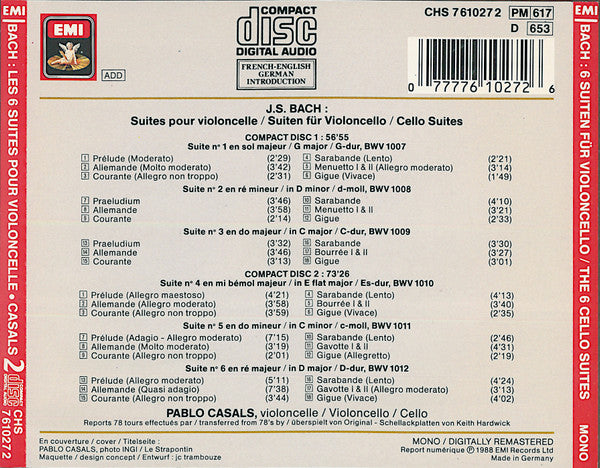 EMI
BACH : LES 6 SUITES POUR VIOLONCELLE • CASALS
2 disc
CHS
7610272
EMI
ADD
COMPACT
disc
DIGITAL AUDIO
FRENCH-ENGLISH
GERMAN
INTRODUCTION
CHS 7 61027 2
PM 617
D 653
0 77776 10272 6
J.S. BACH :
Suites pour violoncelle / Suiten für Violoncello / Cello Suites
COMPACT DISC 1 : 56'55
Suite n° 1 en sol majeur / G major / G-dur, BWV 1007
1 Prélude (Moderato) (2'29)
2 Allemande (Molto moderato) (3'42)
3 Courante (Allegro non troppo) (2'31)
4 Sarabande (Lento) (2'21)
5 Menuetto I & II (Allegro moderato) (3'14)
6 Gigue (Vivace) (1'49)
Suite n° 2 en ré mineur / in D minor / d-moll, BWV 1008
7 Praeludium (3'46)
8 Allemande (3'58)
9 Courante (2'14)
10 Sarabande (4'10)
11 Menuetto I & II (3'21)
12 Gigue (2'21)
Suite n° 3 en do majeur / in C major / C-dur, BWV 1009
13 Praeludium (3'32)
14 Allemande (3'46)
15 Courante (3'13)
16 Sarabande (3'30)
17 Bourrée I & II (3'27)
18 Gigue (3'01)
COMPACT DISC 2 : 73'26
Suite n° 4 en mi bémol majeur / in E flat major / Es-dur, BWV 1010
1 Prélude (Allegro maestoso) (4'21)
2 Allemande (Allegro moderato) (3'58)
3 Courante (Allegro non troppo) (3'59)
4 Sarabande (Lento) (4'13)
5 Bourrée I & II (4'40)
6 Gigue (Vivace) (2'35)
Suite n° 5 en do mineur / in C minor / c-moll, BWV 1011
7 Prélude (Adagio - Allegro moderato) (7'15)
8 Allemande (Molto moderato) (3'19)
9 Courante (Allegro non troppo) (2'01)
10 Sarabande (Lento) (2'46)
11 Gavotte I & II (4'31)
12 Gigue (Allegretto) (2'19)
Suite n° 6 en ré majeur / in D major / D-dur, BWV 1012
13 Prélude (Allegro moderato) (5'11)
14 Allemande (Quasi adagio) (7'38)
15 Courante (Allegro non troppo) (3'44)
16 Sarabande (Lento) (4'24)
17 Gavotte I & II (Allegro moderato) (3'13)
18 Gigue (Vivace) (4'02)
PABLO CASALS, violoncelle / Violoncello / Cello
Reports 78 tours effectués par / transferred from 78's by / überspielt von Original - Schellackplatten von Keith Hardwick
En couverture / cover / Titelseite :
PABLO CASALS, photo INGI / Le Strapontin
Maquette / design concept / Entwurf : jc trambouze
MONO / DIGITALLY REMASTERED
Report numérique Ⓟ 1988 EMI Records Ltd
Made in Germany
EMI
BACH : 6 SUITEN FÜR VIOLONCELLO / THE 6 CELLO SUITES
MONO